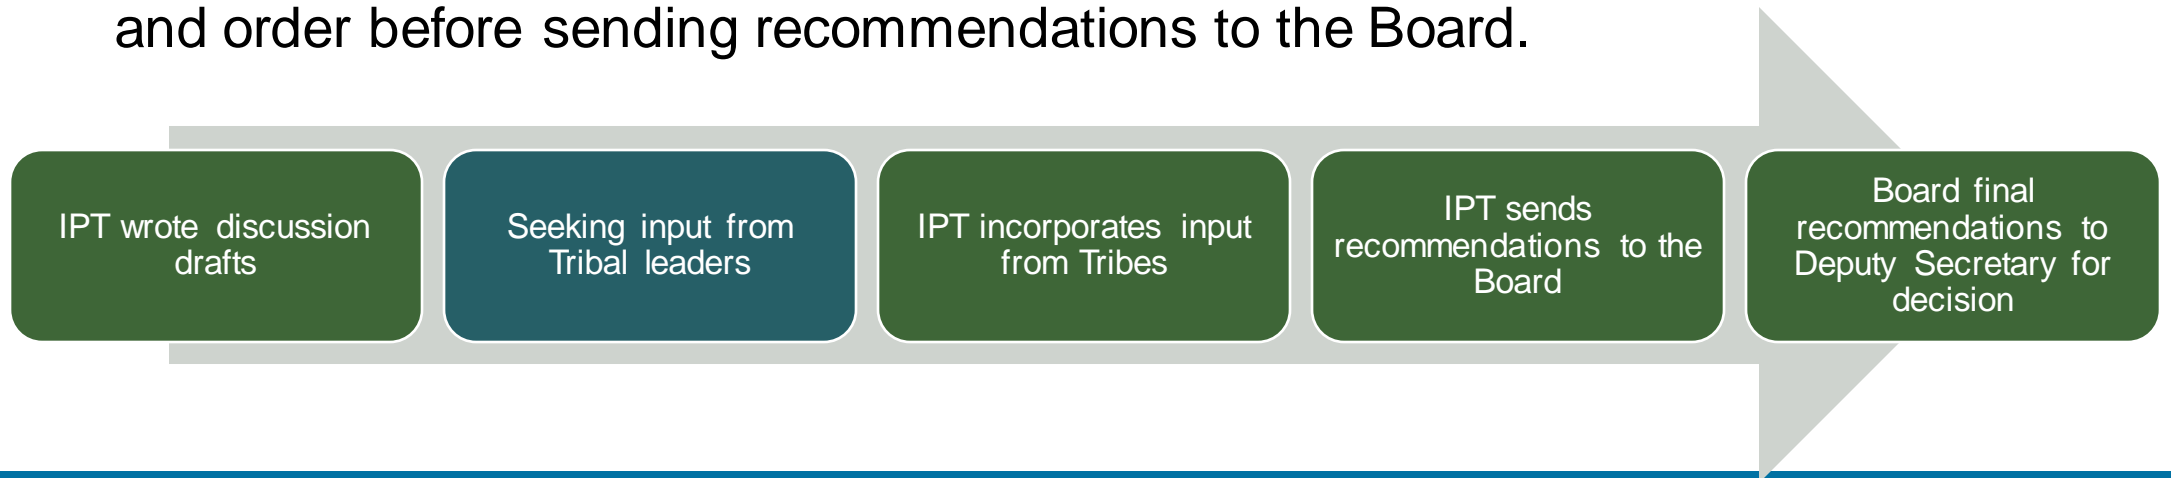 and order before sending recommendations to the Board.
IPT wrote discussion
drafts
Seeking input from
Tribal leaders
IPT incorporates input
from Tribes
IPT sends
recommendations to the
Board
Board final
recommendations to
Deputy Secretary for
decision